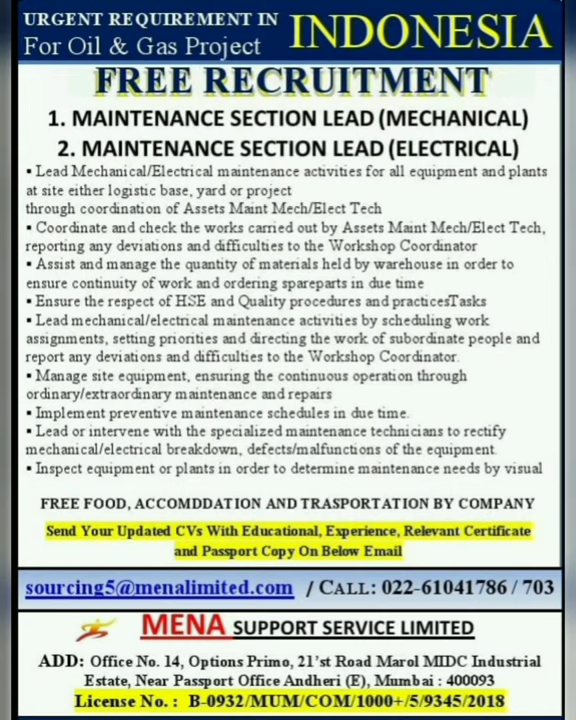 URGENT REQUIREMENT IN
For Oil & Gas Project
INDONESIA
FREE RECRUITMENT
1. MAINTENANCE SECTION LEAD (MECHANICAL)
2. MAINTENANCE SECTION LEAD (ELECTRICAL)
▪ Lead Mechanical/Electrical maintenance activities for all equipment and plants
at site either logistic base, yard or project
through coordination of Assets Maint Mech/Elect Tech
▪ Coordinate and check the works carried out by Assets Maint Mech/Elect Tech,
reporting any deviations and difficulties to the Workshop Coordinator
▪ Assist and manage the quantity of materials held by warehouse in order to
ensure continuity of work and ordering spareparts in due time
▪ Ensure the respect of HSE and Quality procedures and practicesTasks
▪ Lead mechanical/electrical maintenance activities by scheduling work
assignments, setting priorities and directing the work of subordinate people and
report any deviations and difficulties to the Workshop Coordinator.
▪ Manage site equipment, ensuring the continuous operation through
ordinary/extraordinary maintenance and repairs
▪ Implement preventive maintenance schedules in due time.
▪ Lead or intervene with the specialized maintenance technicians to rectify
mechanical/electrical breakdown, defects/malfunctions of the equipment.
▪ Inspect equipment or plants in order to determine maintenance needs by visual
FREE FOOD, ACCOMDDATION AND TRASPORTATION BY COMPANY
Send Your Updated CVs With Educational, Experience, Relevant Certificate
and Passport Copy On Below Email
sourcing5@menalimited.com / CALL: 022-61041786 / 703
MENA SUPPORT SERVICE LIMITED
ADD: Office No. 14, Options Primo, 21'st Road Marol MIDC Industrial
Estate, Near Passport Office Andheri (E), Mumbai : 400093
License No. : B-0932/MUM/COM/1000+/5/9345/2018